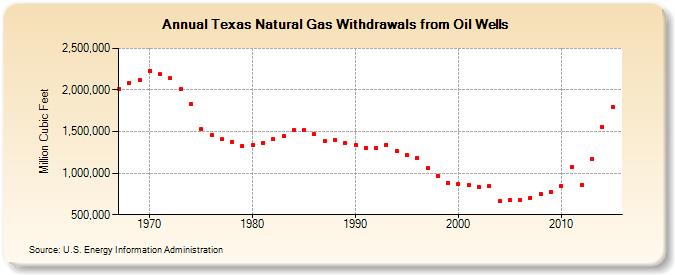 Annual Texas Natural Gas Withdrawals from Oil Wells
Million Cubic Feet
2,500,000
2,000,000
1,500,000
1,000,000
500,000
1970 1980 1990 2000 2010
Source: U.S. Energy Information Administration